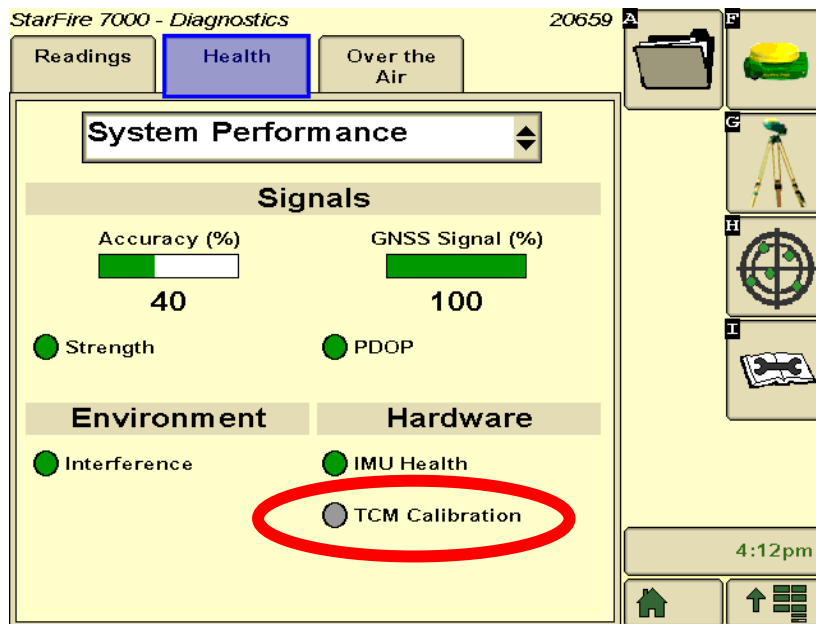 StarFire 7000 - Diagnostics 20659
Readings
Health
Over the
Air
System Performance
Signals
Accuracy (%)
GNSS Signal (%)
40
100
Strength
PDOP
Environment
Hardware
Interference
IMU Health
TCM Calibration
A
F
G
H
I
4:12pm